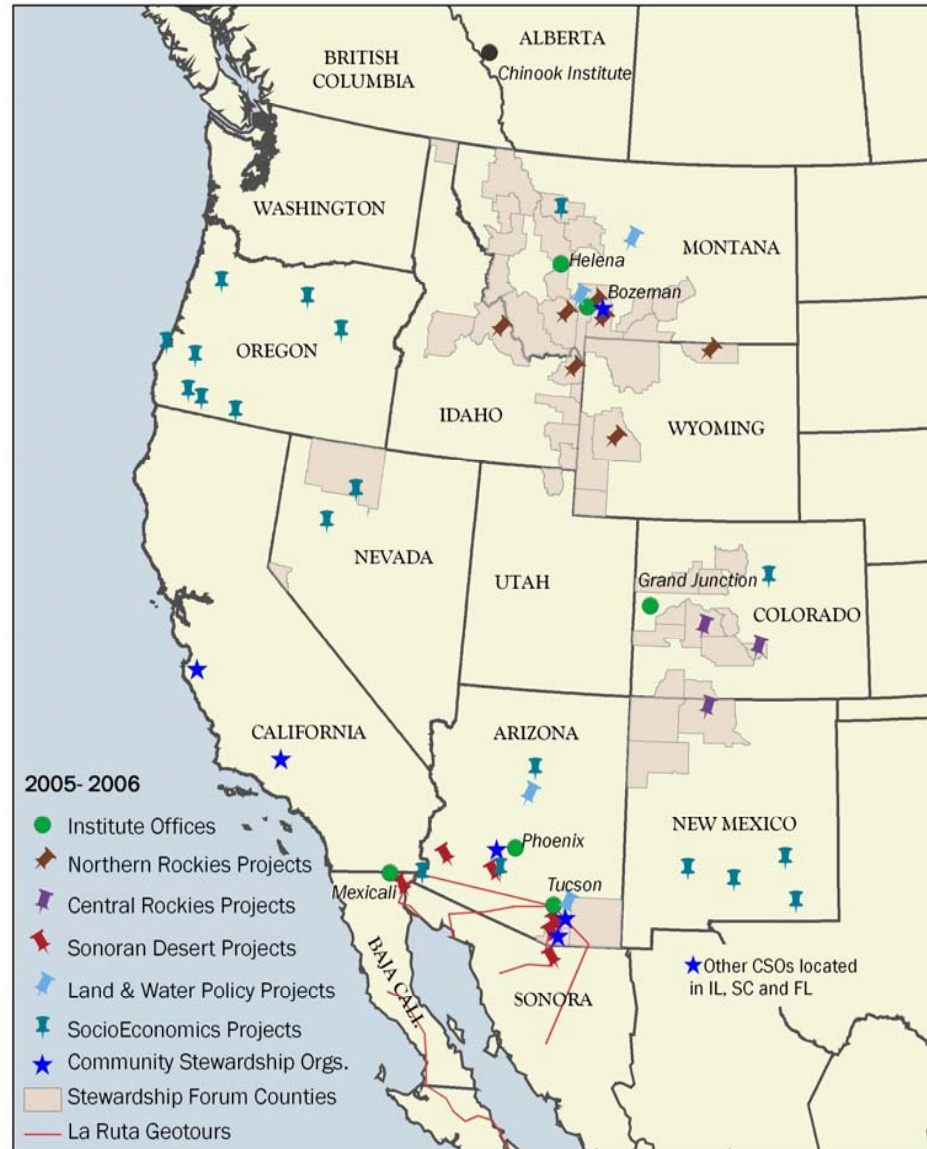 ALBERTA
BRITISH
COLUMBIA
Chinook Institute
WASHINGTON
MONTANA
Helena
Bozeman
OREGON
IDAHO
WYOMING
NEVADA
UTAH
Grand Junction
COLORADO
CALIFORNIA
ARIZONA
NEW MEXICO
Phoenix
Mexicali
Tucson
BAJA CALI.
SONORA
Other CSOs located
in IL, SC and FL
2005- 2006
Institute Offices
Northern Rockies Projects
Central Rockies Projects
Sonoran Desert Projects
Land & Water Policy Projects
SocioEconomics Projects
Community Stewardship Orgs.
Stewardship Forum Counties
La Ruta Geotours